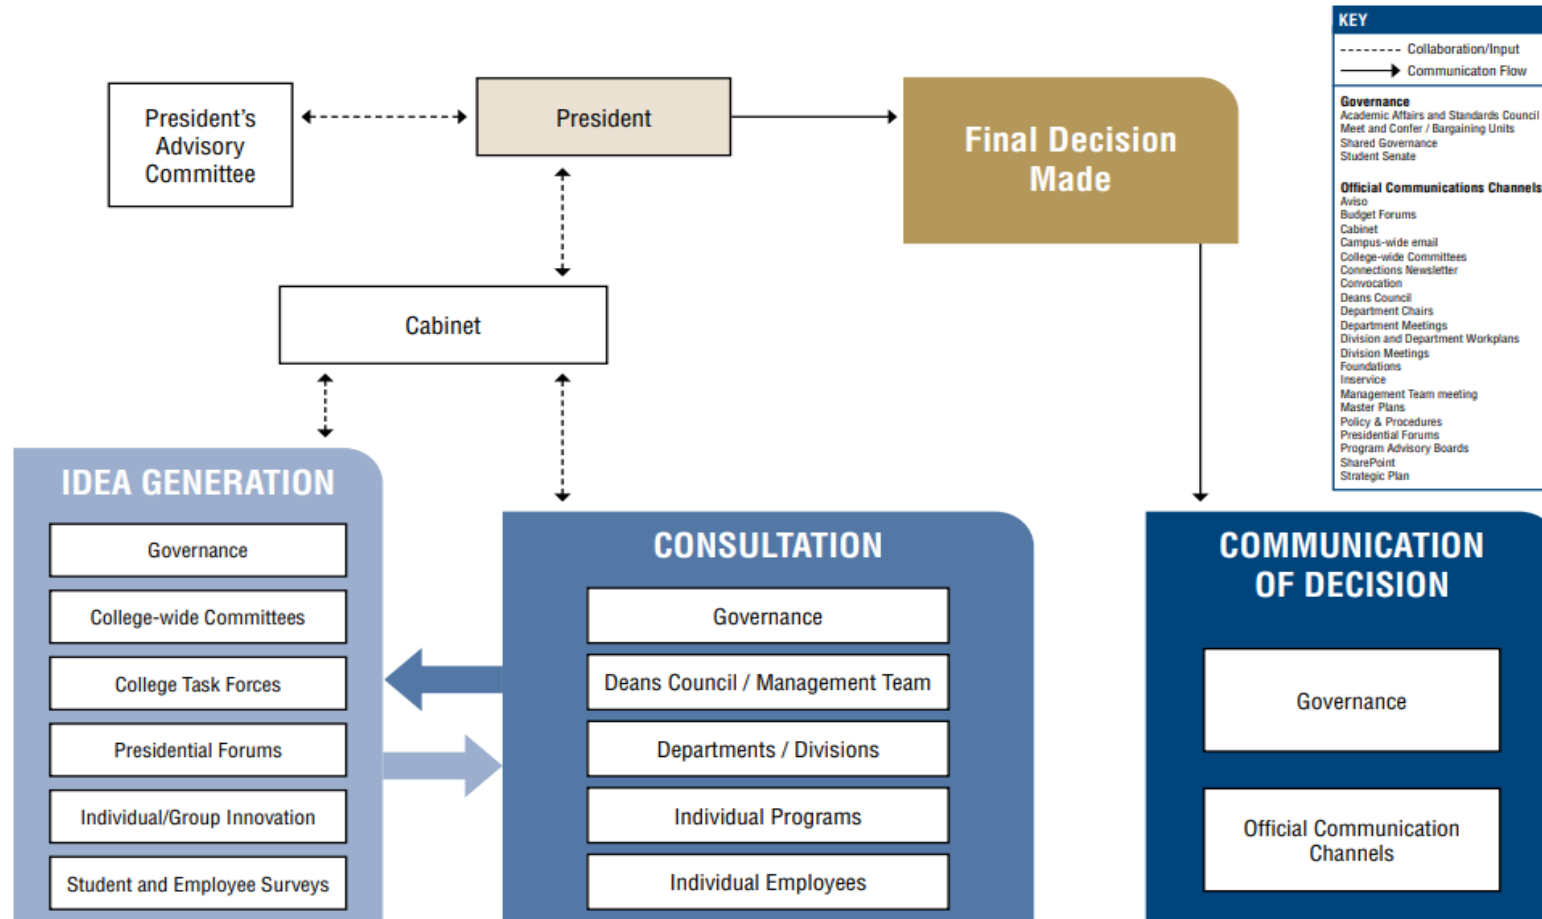 KEY
Collaboration/Input
Communicaton Flow
Governance
Academic Affairs and Standards Council
Meet and Confer / Bargaining Units
Shared Governance
Student Senate
Official Communications Channels
Aviso
Budget Forums
Cabinet
Campus-wide email
College-wide Committees
Connections Newsletter
Convocation
Deans Council
Department Chairs
Department Meetings
Division and Department Workplans
Division Meetings
Foundations
Inservice
Management Team meeting
Master Plans
Policy & Procedures
Presidential Forums
Program Advisory Boards
SharePoint
Strategic Plan
President's
Advisory
Committee
President
Final Decision
Made
Cabinet
IDEA GENERATION
Governance
College-wide Committees
College Task Forces
Presidential Forums
Individual/Group Innovation
Student and Employee Surveys
CONSULTATION
Governance
Deans Council / Management Team
Departments / Divisions
Individual Programs
Individual Employees
COMMUNICATION
OF DECISION
Governance
Official Communication
Channels